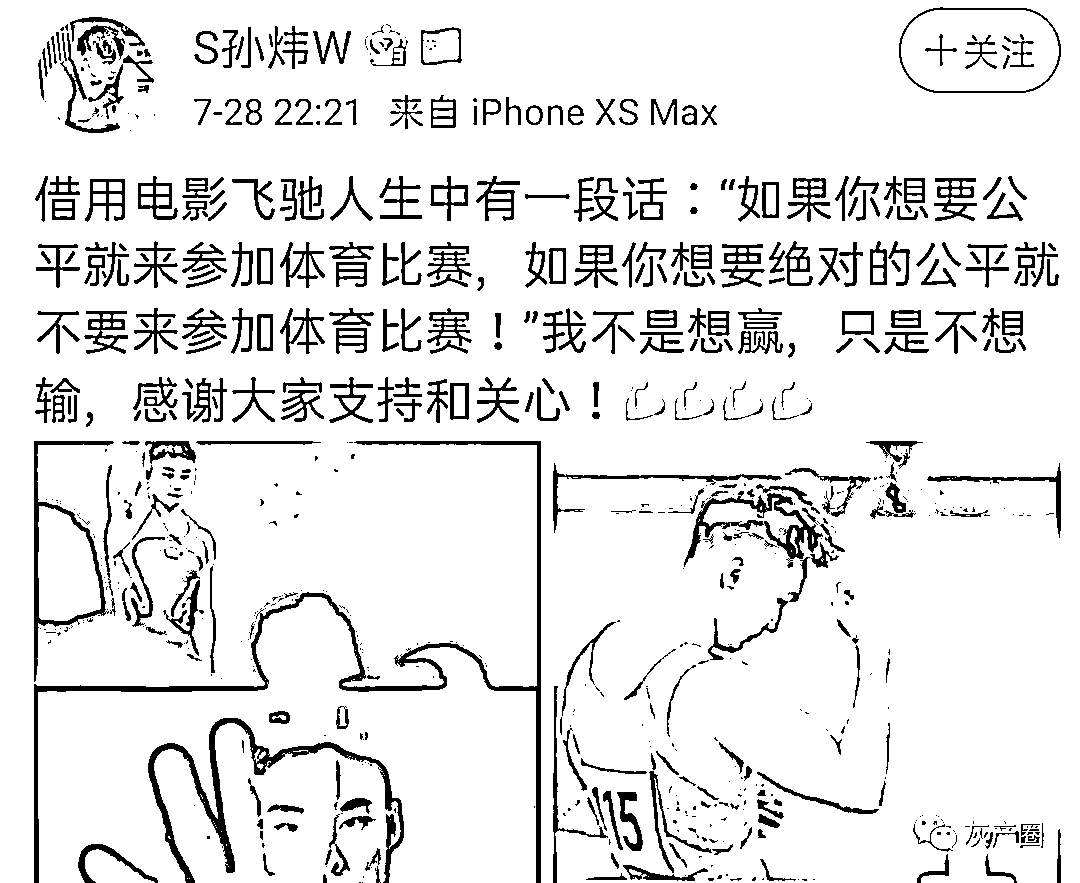 S孙炜W
十关注
7-28 22:21 来自 iPhone XS Max
借用电影飞驰人生中有一段话：“如果你想要公
平就来参加体育比赛，如果你想要绝对的公平就
不要来参加体育比赛！”我不是想赢，只是不想
输，感谢大家支持和关心！
115
灰产圈